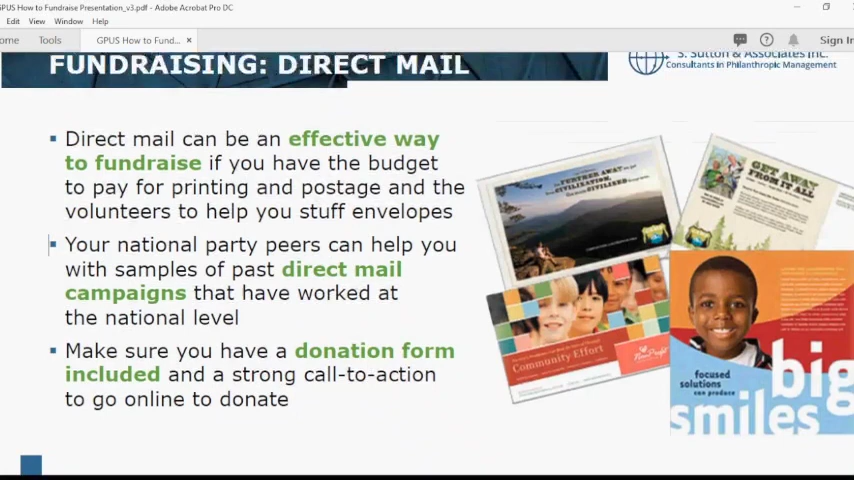 GPUS How to Fundraise Presentation_v3.pdf - Adobe Acrobat Pro DC
Edit View Window Help
ome Tools GPUS How to Fund... × Sign In
FUNDRAISING: DIRECT MAIL
S. Sutton & Associates Inc.
Consultants in Philanthropic Management
Direct mail can be an effective way
to fundraise if you have the budget
to pay for printing and postage and the
volunteers to help you stuff envelopes
Your national party peers can help you
with samples of past direct mail
campaigns that have worked at
the national level
Make sure you have a donation form
included and a strong call-to-action
to go online to donate
FURTHER AWAY
CIVILIZATION,
CIVILIZED
GET AWAY
FROM IT ALL
Community Effort
focused
solutions
can produce
big
smiles